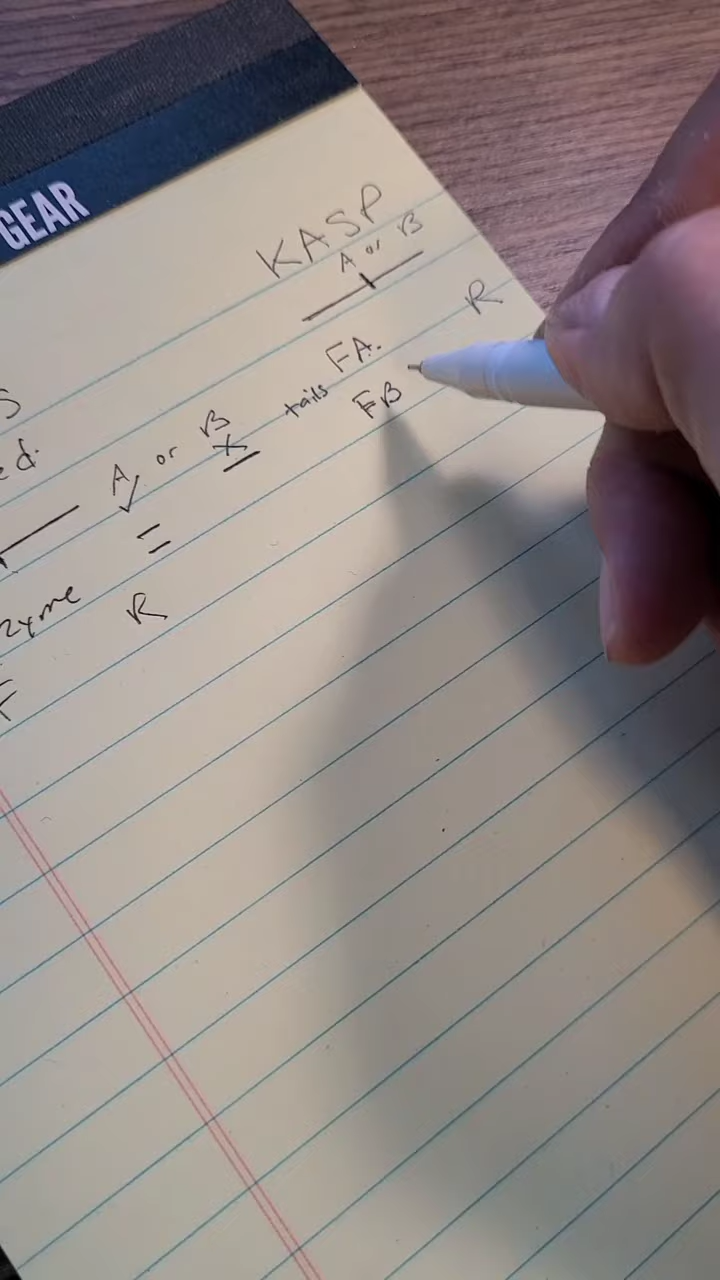 GEAR
KASP
A or B
R
FA.
tails FB
S
ed.
A or B
X
zyme
=
R
F